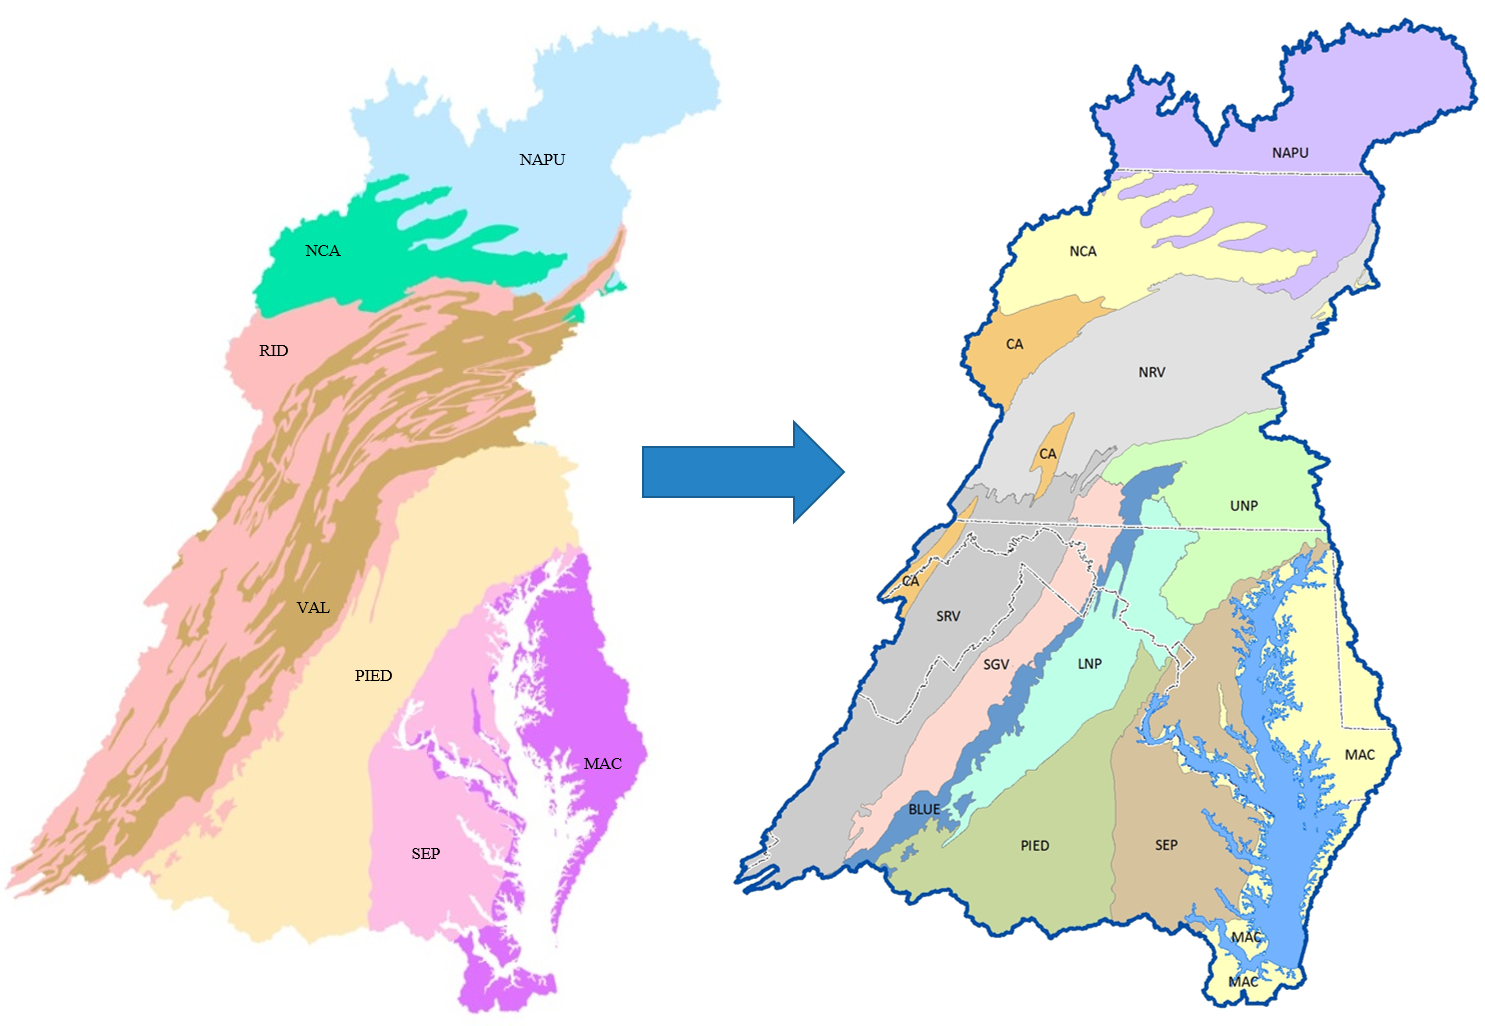 NAPU
NCA
RID
VAL
PIED
MAC
SEP
NAPU
NCA
CA
NRV
CA
UNP
CA
SRV
SGV
LNP
MAC
BLUE
PIED
SEP
MAC
MAC